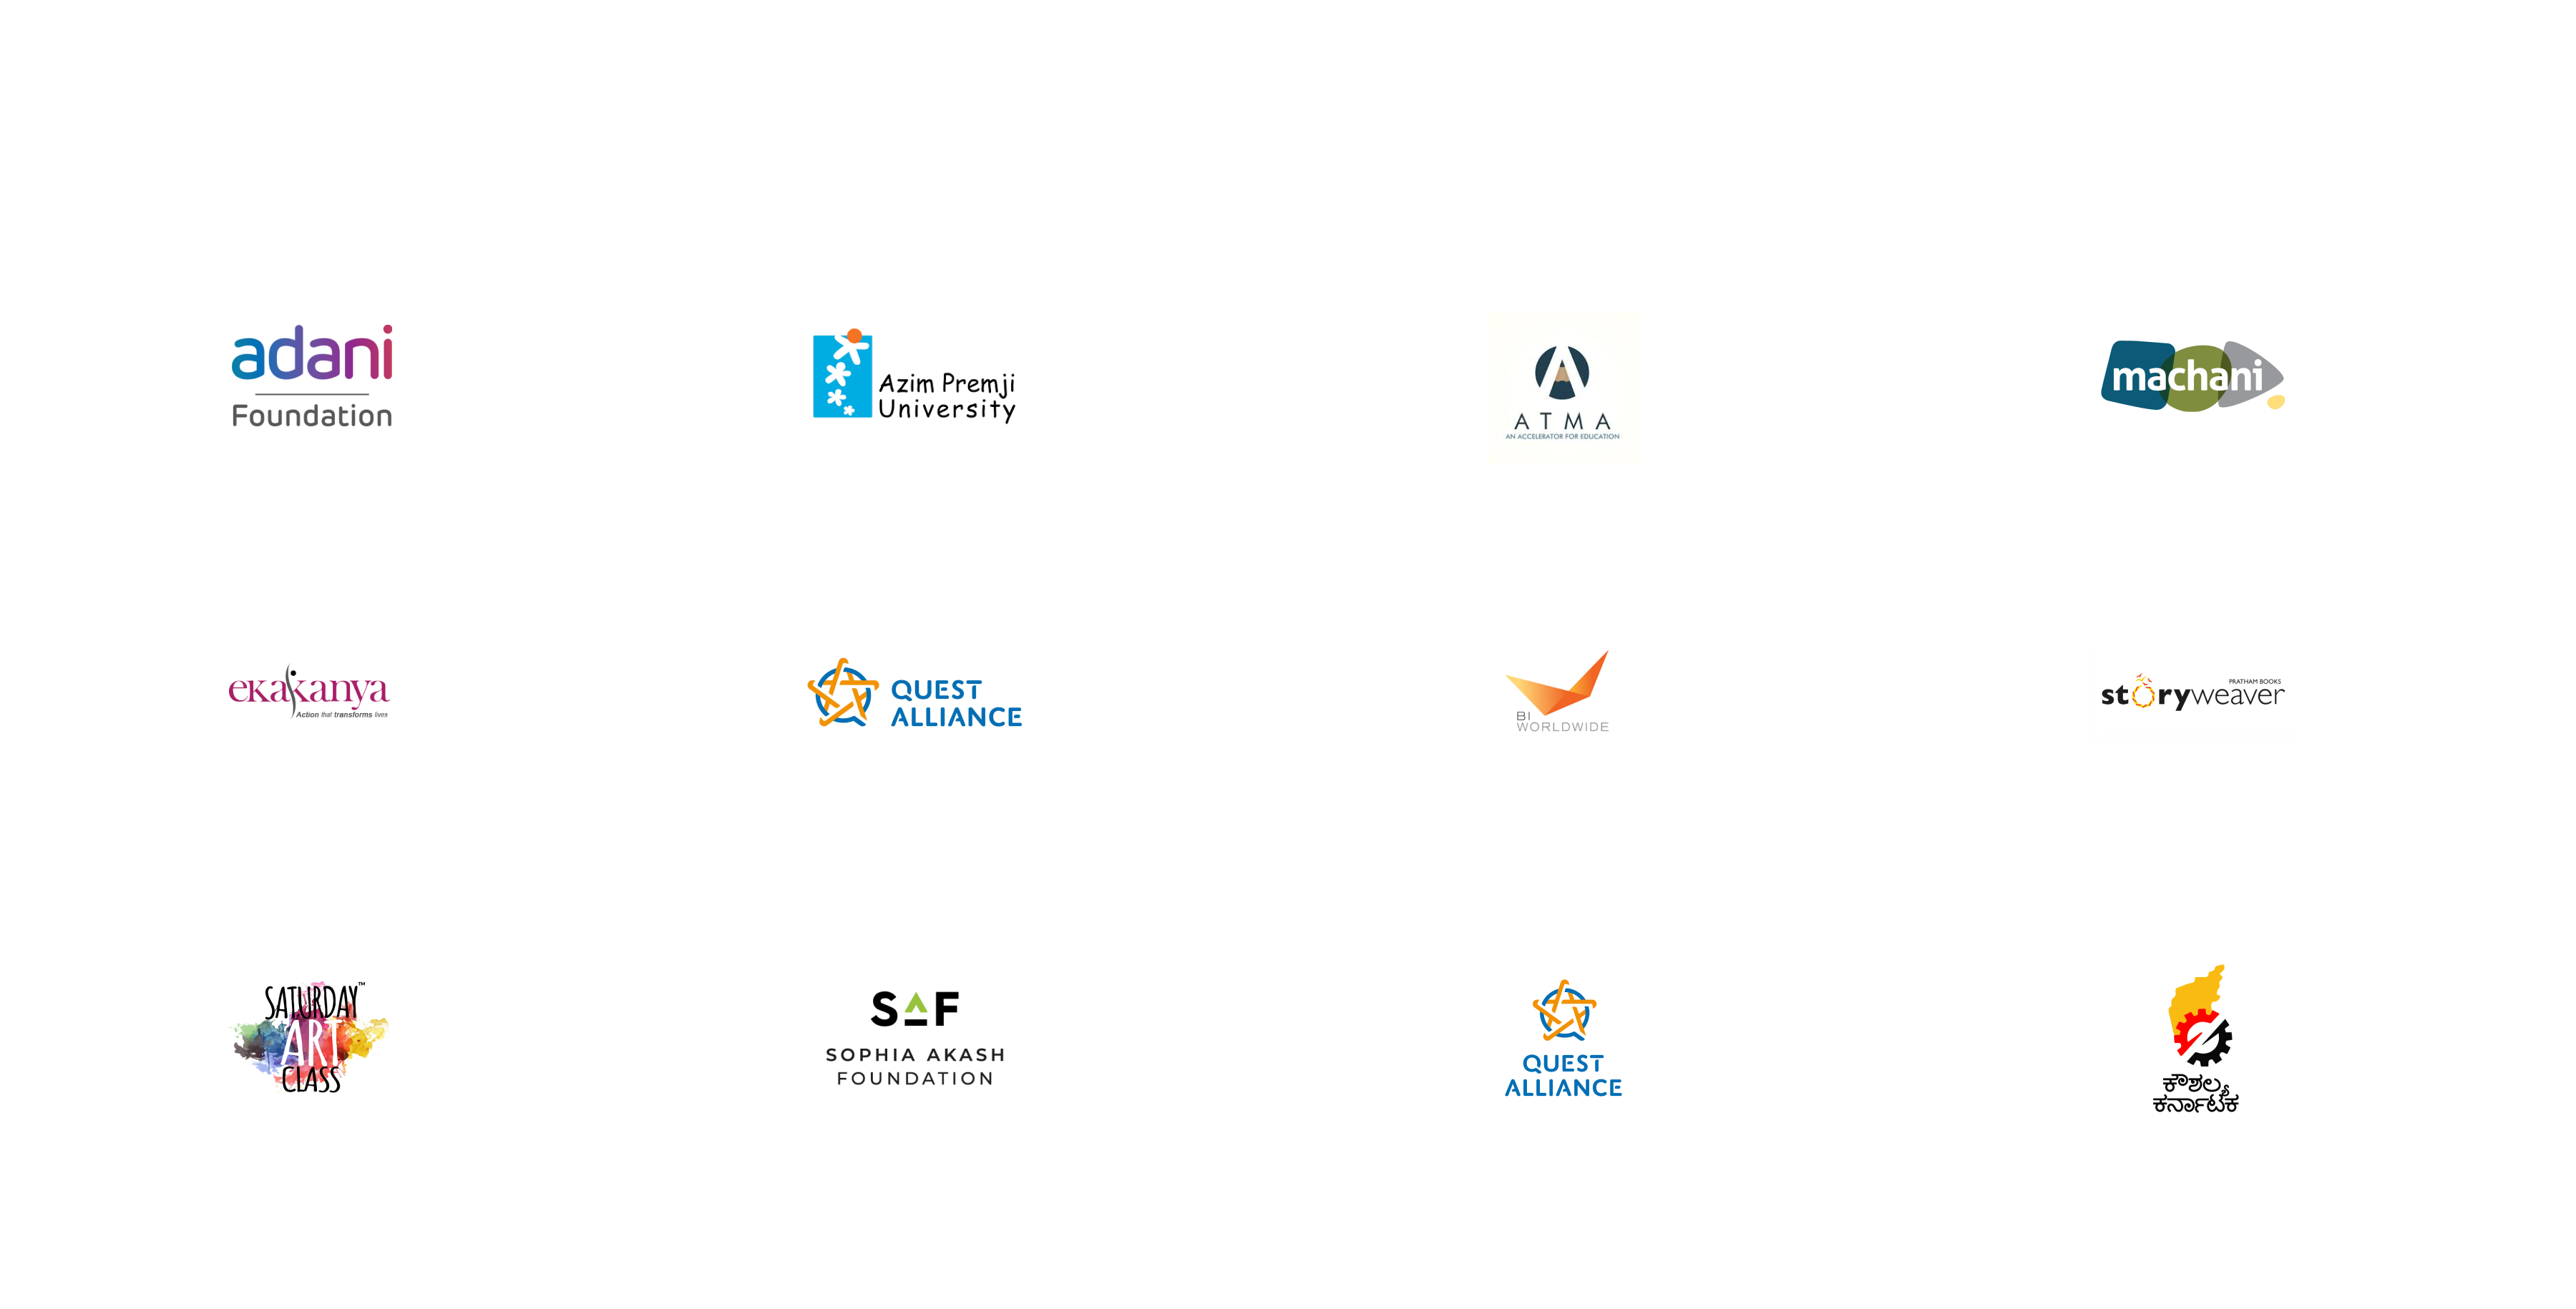 adani
Foundation
Azim Premji
University
ATMA
AN ACCELERATOR FOR EDUCATION
machani
ekakanya
Action that transforms lives
QUEST
ALLIANCE
BI
WORLDWIDE
PRATHAM BOOKS
storyweaver
SATURDAY™
ART
CLASS
SAF
SOPHIA AKASH
FOUNDATION
QUEST
ALLIANCE
ಕೌಶಲ್ಯ
ಕರ್ನಾಟಕ